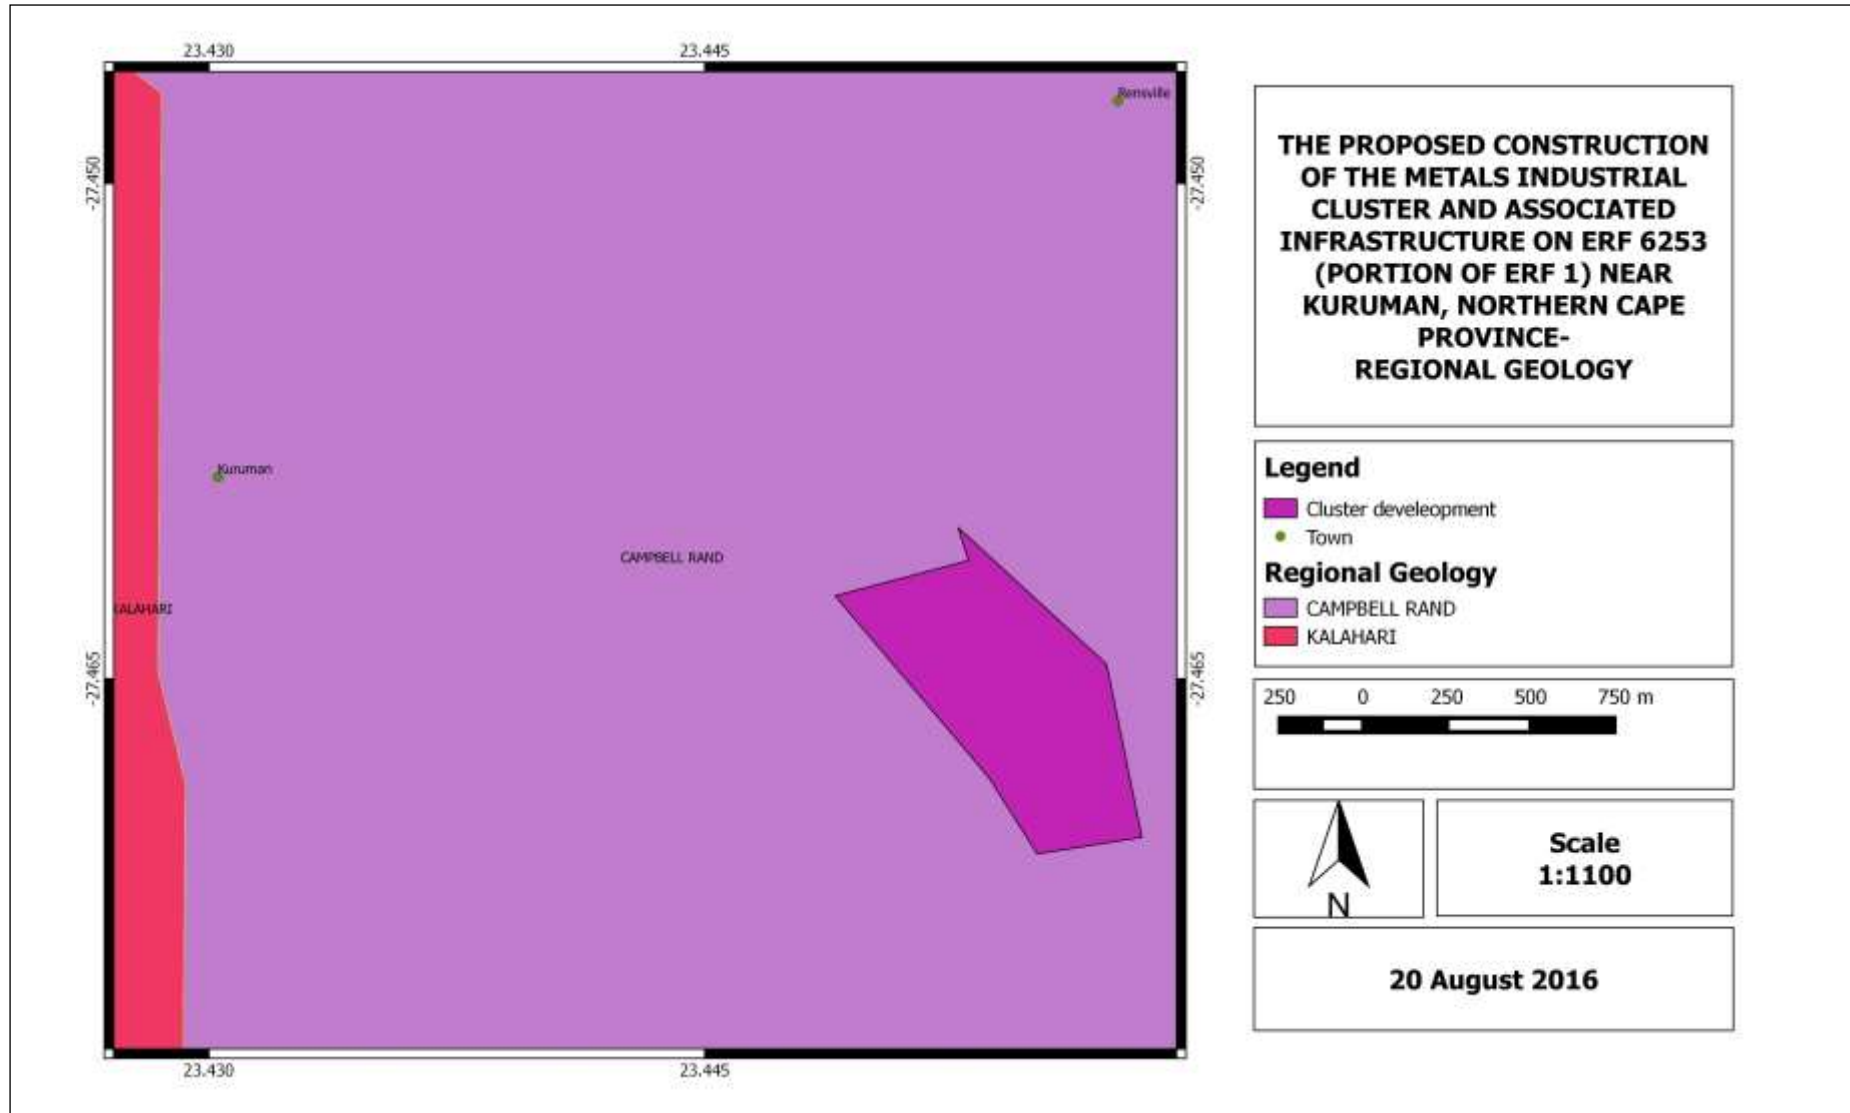 23.430
23.445
Rensville
-27.450
-27.450
Kuruman
CAMPBELL RAND
KALAHARI
-27.465
-27.465
23.430
23.445
THE PROPOSED CONSTRUCTION
OF THE METALS INDUSTRIAL
CLUSTER AND ASSOCIATED
INFRASTRUCTURE ON ERF 6253
(PORTION OF ERF 1) NEAR
KURUMAN, NORTHERN CAPE
PROVINCE-
REGIONAL GEOLOGY
Legend
Cluster develeopment
Town
Regional Geology
CAMPBELL RAND
KALAHARI
250 0 250 500 750 m
N
Scale
1:1100
20 August 2016